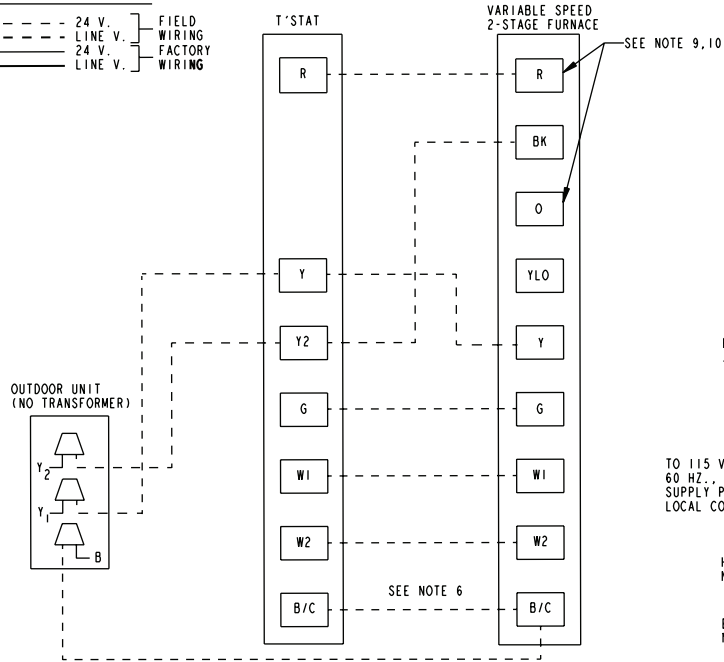 24 V.
LINE V.
FIELD
WIRING
24 V.
LINE V.
FACTORY
WIRING
T'STAT
VARIABLE SPEED
2-STAGE FURNACE
SEE NOTE 9,10
R
R
BK
O
YLO
Y
Y2
Y
G
G
W1
W1
W2
W2
B/C
SEE NOTE 6
B/C
OUTDOOR UNIT
(NO TRANSFORMER)
Y2
Y1
B
TO 115 V
60 HZ.,
SUPPLY P
LOCAL CO